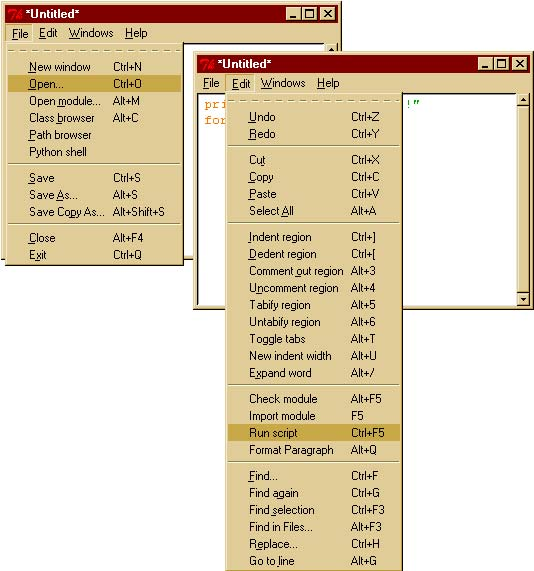 *Untitled*
File Edit Windows Help
New window Ctrl+N
Open... Ctrl+O
Open module... Alt+M
Class browser Alt+C
Path browser
Python shell
Save Ctrl+S
Save As... Alt+S
Save Copy As... Alt+Shift+S
Close Alt+F4
Exit Ctrl+Q
*Untitled*
File Edit Windows Help
pri !"
for
Undo Ctrl+Z
Redo Ctrl+Y
Cut Ctrl+X
Copy Ctrl+C
Paste Ctrl+V
Select All Alt+A
Indent region Ctrl+]
Dedent region Ctrl+[
Comment out region Alt+3
Uncomment region Alt+4
Tabify region Alt+5
Untabify region Alt+6
Toggle tabs Alt+T
New indent width Alt+U
Expand word Alt+/
Check module Alt+F5
Import module F5
Run script Ctrl+F5
Format Paragraph Alt+Q
Find... Ctrl+F
Find again Ctrl+G
Find selection Ctrl+F3
Find in Files... Alt+F3
Replace... Ctrl+H
Go to line Alt+G